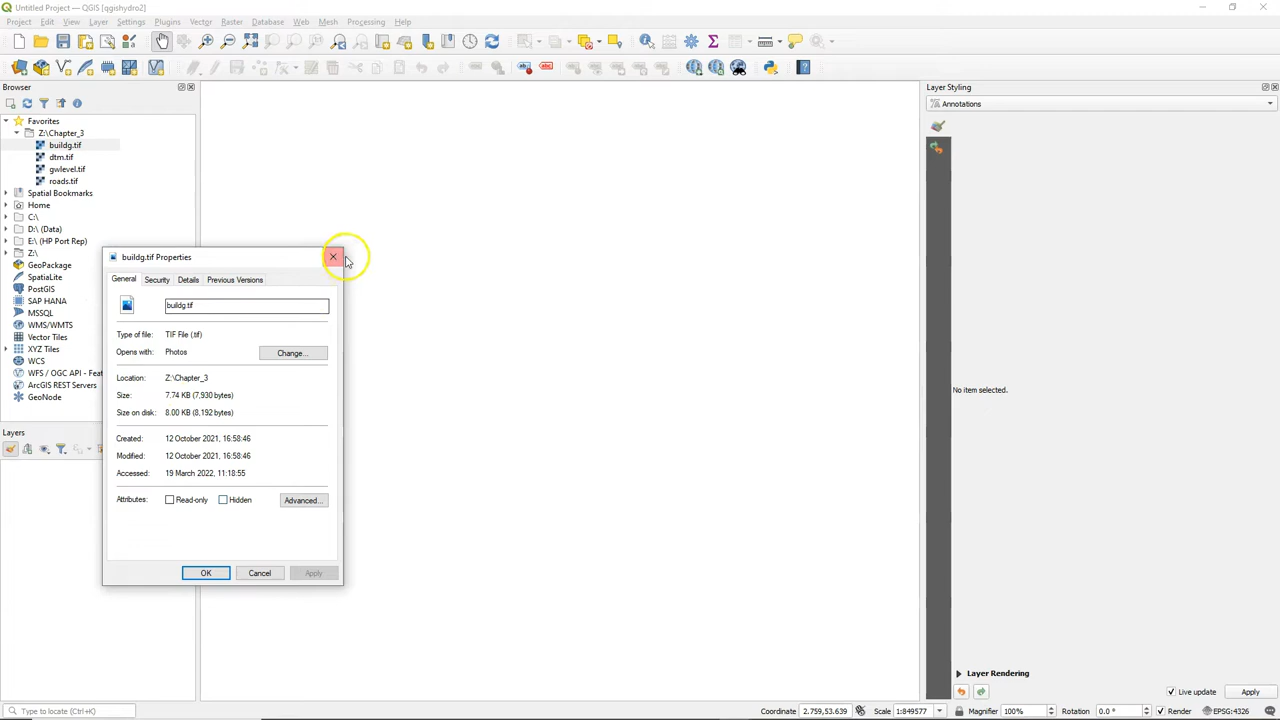 Untitled Project — QGIS [qgishydro2]
Project Edit View Layer Settings Plugins Vector Raster Database Web Mesh Processing Help
Browser
Favorites
Z:\Chapter_3
buildg.tif
dtm.tif
gwlevel.tif
roads.tif
Spatial Bookmarks
Home
C:\
D:\ (Data)
E:\ (HP Port Rep)
Z:\
GeoPackage
SpatiaLite
PostGIS
SAP HANA
MSSQL
WMS/WMTS
Vector Tiles
XYZ Tiles
WCS
WFS / OGC API - Feat
ArcGIS REST Servers
GeoNode
Layers
buildg.tif Properties
General Security Details Previous Versions
buildg.tif
Type of file: TIF File (.tif)
Opens with: Photos Change...
Location: Z:\Chapter_3
Size: 7.74 KB (7,930 bytes)
Size on disk: 8.00 KB (8,192 bytes)
Created: 12 October 2021, 16:58:46
Modified: 12 October 2021, 16:58:46
Accessed: 19 March 2022, 11:18:55
Attributes: Read-only Hidden Advanced...
OK Cancel Apply
Layer Styling
Annotations
No item selected.
Layer Rendering
Live update Apply
Type to locate (Ctrl+K)
Coordinate 2.759,53.639 Scale 1:849577 Magnifier 100% Rotation 0.0 ° Render EPSG:4326